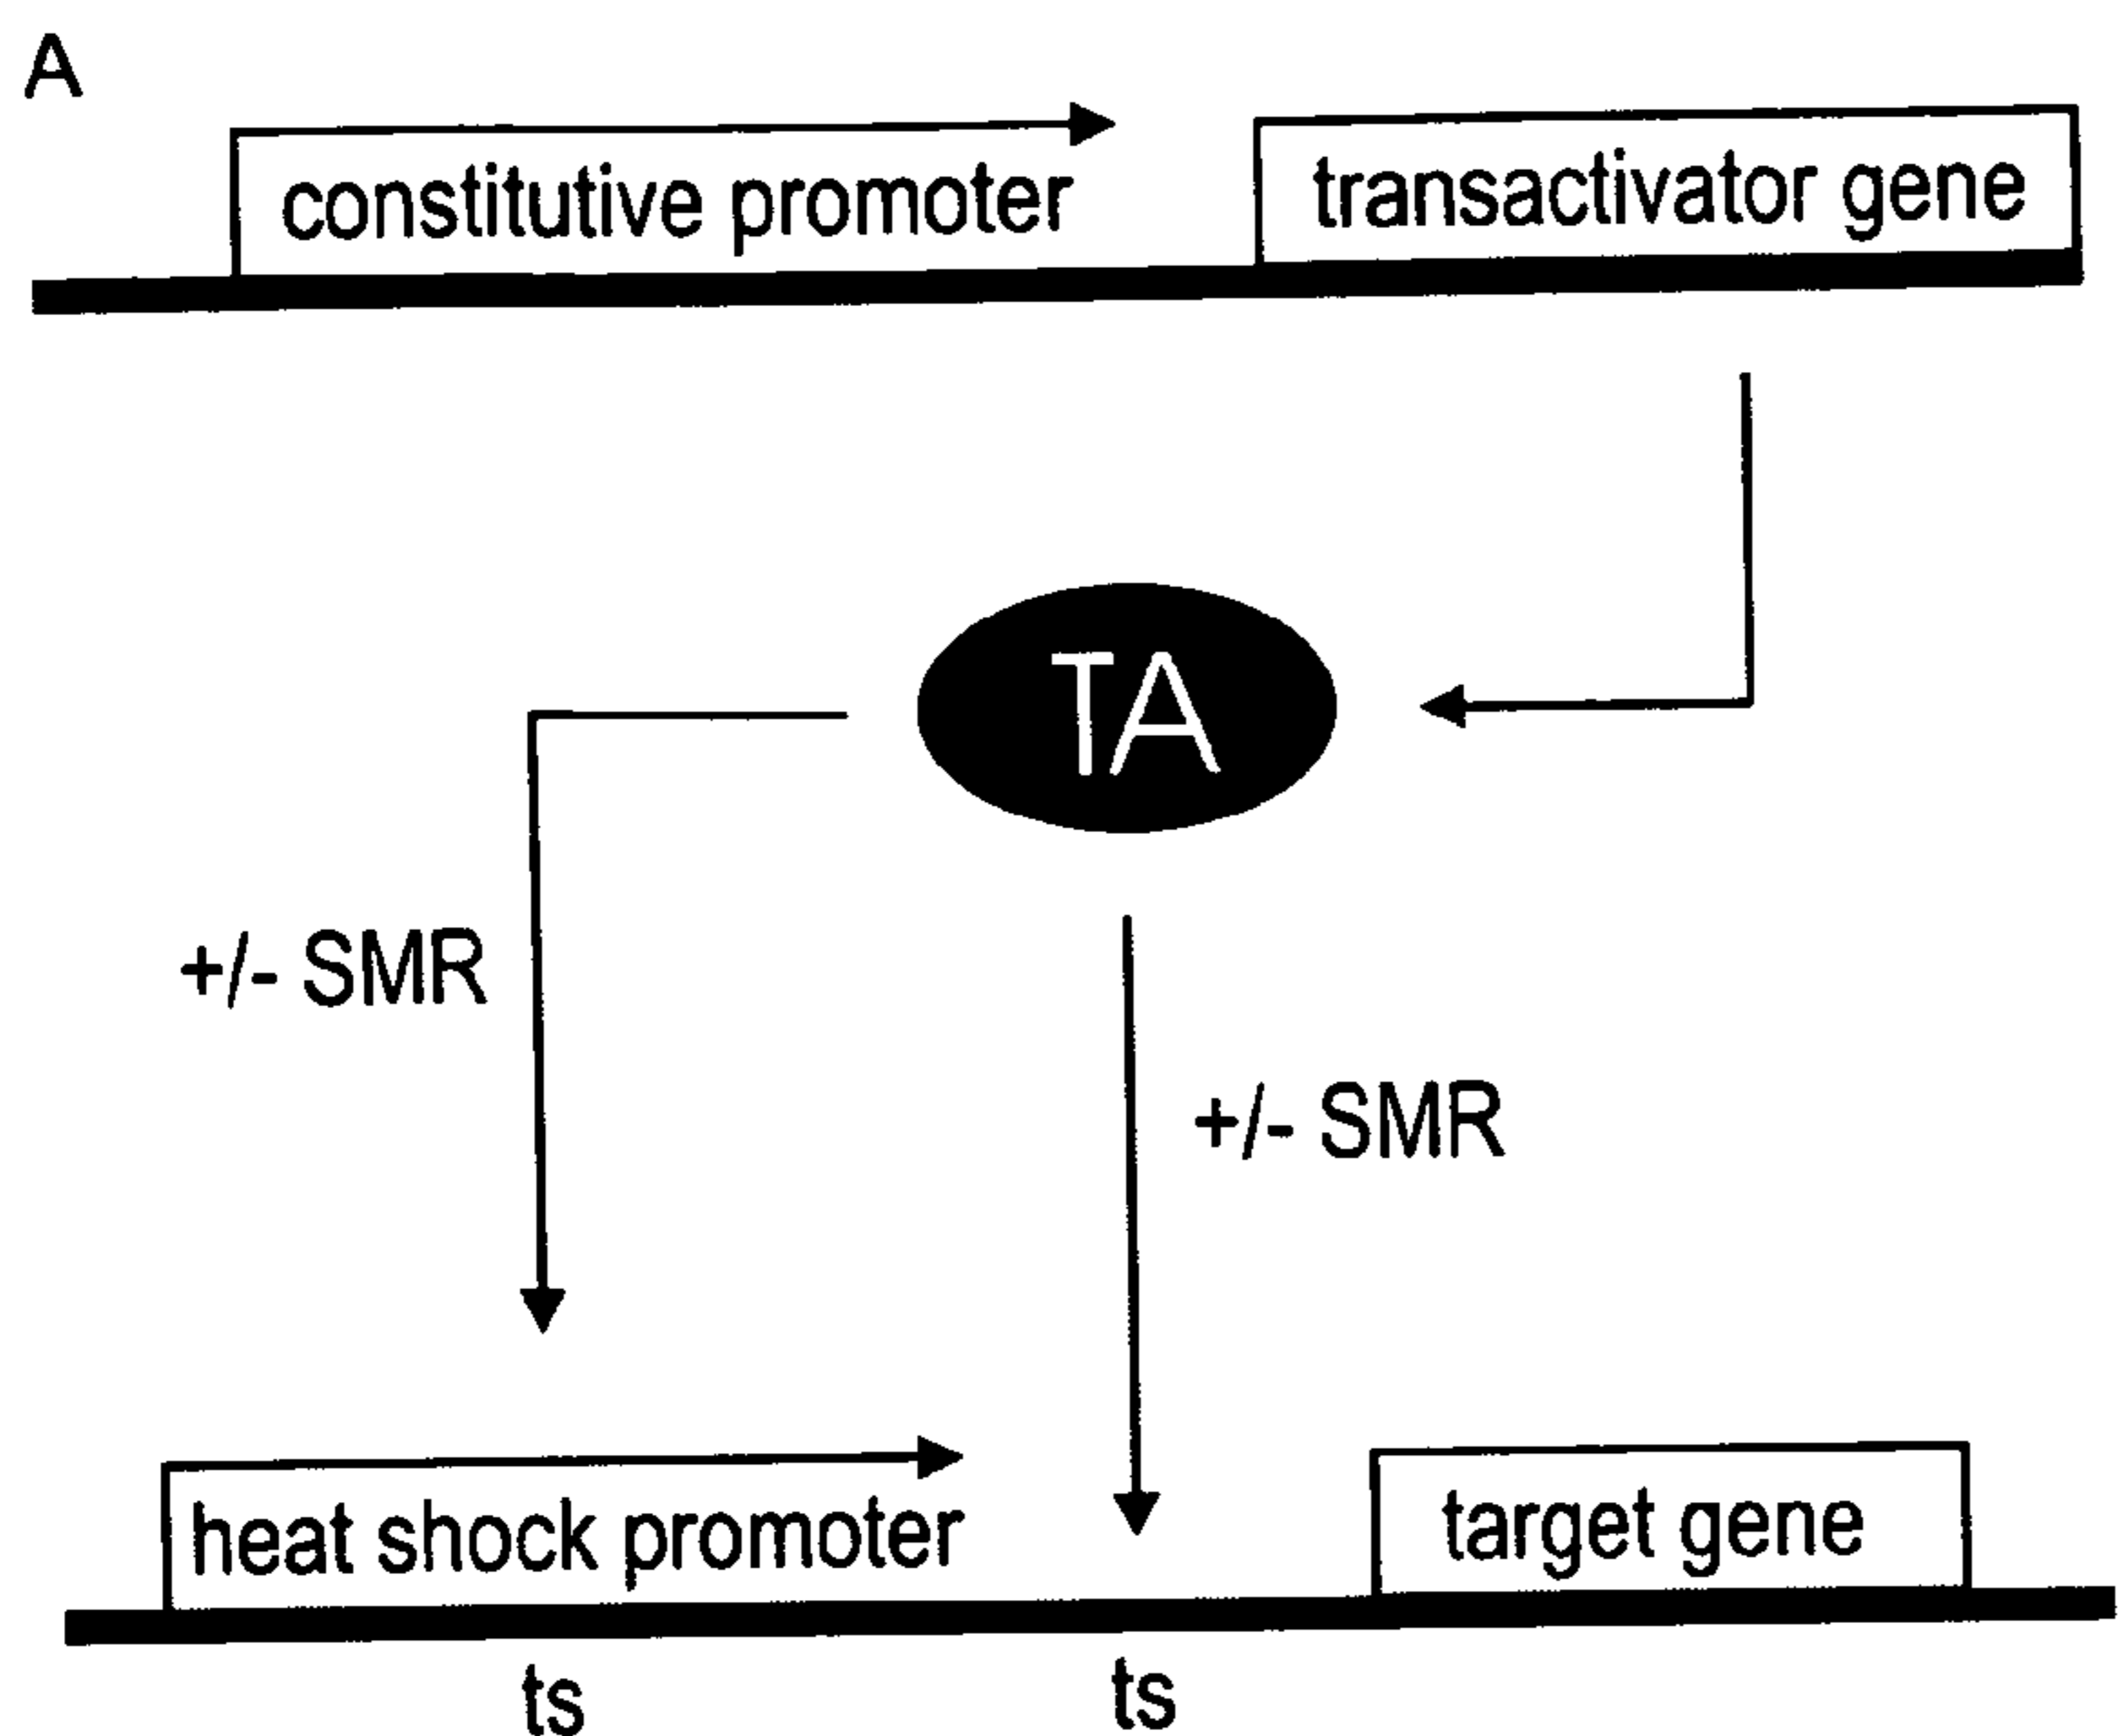 A
constitutive promoter
transactivator gene
TA
+/- SMR
+/- SMR
heat shock promoter
target gene
ts
ts